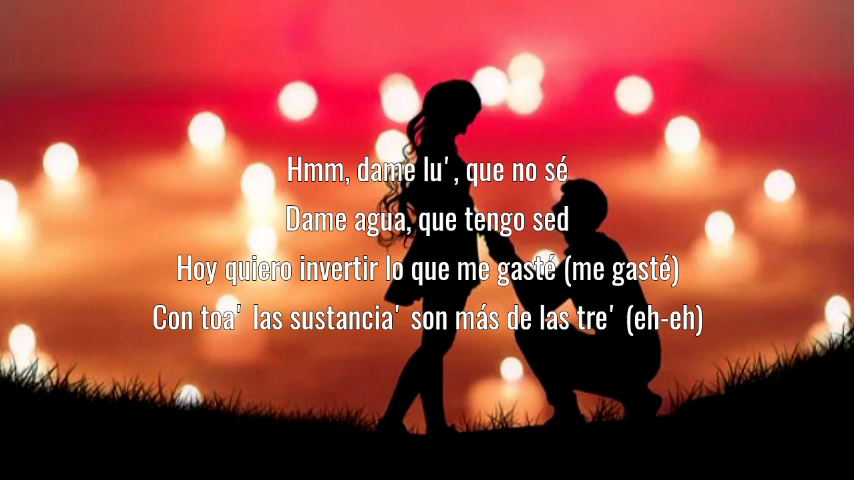 Hmm, dame lu', que no sé
Dame agua, que tengo sed
Hoy quiero invertir lo que me gasté (me gasté)
Con toa' las sustancia' son más de las tre' (eh-eh)